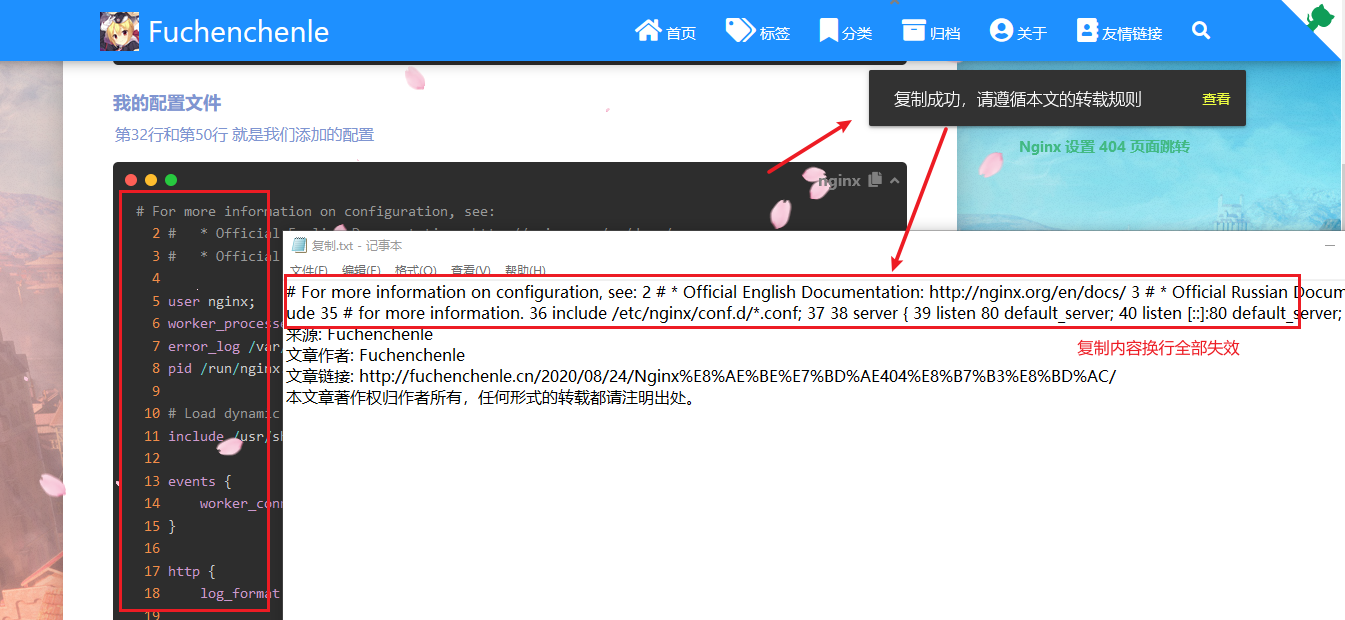 Fuchenchenle
首页
标签
分类
归档
关于
友情链接
复制成功，请遵循本文的转载规则
查看
我的配置文件
第32行和第50行 就是我们添加的配置
Nginx 设置 404 页面跳转
nginx
# For more information on configuration, see:
2 # * Official English Documentation: http://nginx.org/en/docs/
3 # * Official
4
5 user nginx;
6 worker_process
7 error_log /var
8 pid /run/nginx
9
10 # Load dynamic
11 include /usr/sh
12
13 events {
14 worker_conn
15 }
16
17 http {
18 log_format
19
复制.txt - 记事本
文件(F) 编辑(E) 格式(O) 查看(V) 帮助(H)
# For more information on configuration, see: 2 # * Official English Documentation: http://nginx.org/en/docs/ 3 # * Official Russian Docum
ude 35 # for more information. 36 include /etc/nginx/conf.d/*.conf; 37 38 server { 39 listen 80 default_server; 40 listen [::]:80 default_server;
来源: Fuchenchenle
文章作者: Fuchenchenle
文章链接: http://fuchenchenle.cn/2020/08/24/Nginx%E8%AE%BE%E7%BD%AE404%E8%B7%B3%E8%BD%AC/
本文章著作权归作者所有，任何形式的转载都请注明出处。
复制内容换行全部失效